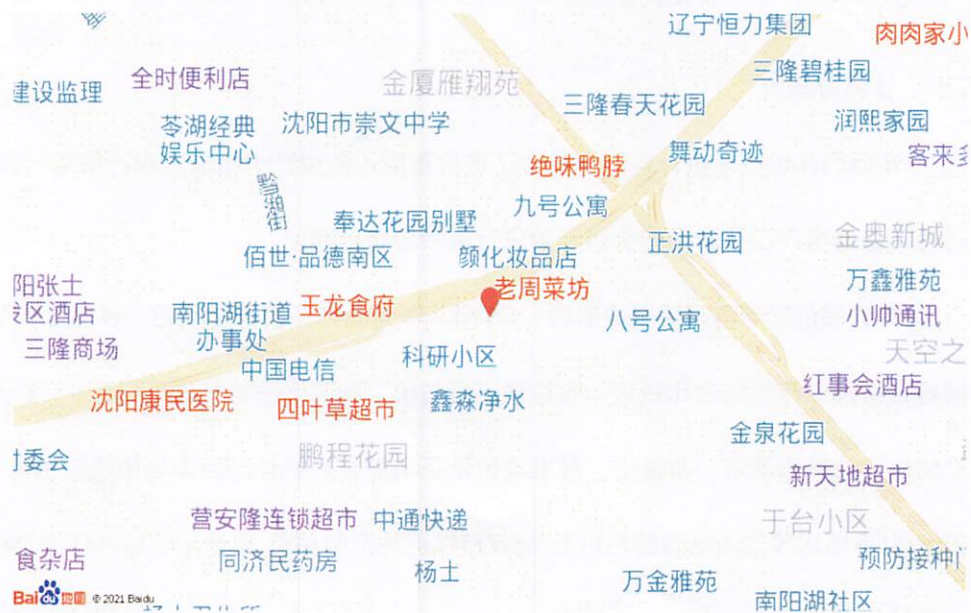 辽宁恒力集团
肉肉家小
三隆碧桂园
全时便利店
金厦雁翔苑
建设监理
三隆春天花园
润熙家园
苓湖经典
娱乐中心
沈阳市崇文中学
舞动奇迹
客来多
绝味鸭脖
九号公寓
奉达花园别墅
正洪花园
金奥新城
佰世·品德南区
颜化妆品店
阳张士
发区酒店
万鑫雅苑
老周菜坊
玉龙食府
南阳湖街道
办事处
八号公寓
小帅通讯
三隆商场
科研小区
天空之
中国电信
红事会酒店
沈阳康民医院
四叶草超市
鑫淼净水
金泉花园
鹏程花园
村委会
新天地超市
营安隆连锁超市
中通快递
于台小区
食杂店
同济民药房
杨士
预防接种门
万金雅苑
南阳湖社区
Bai du 地图 © 2021 Baidu